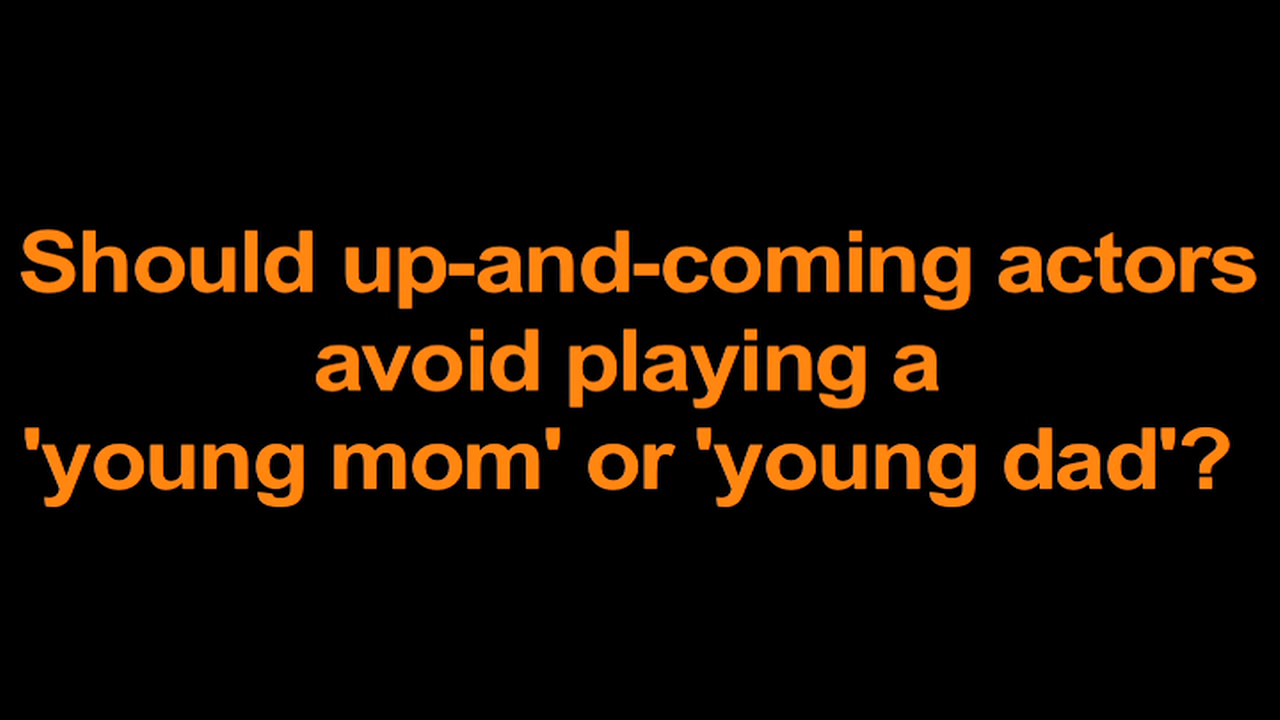 Should up-and-coming actors
avoid playing a
'young mom' or 'young dad'?